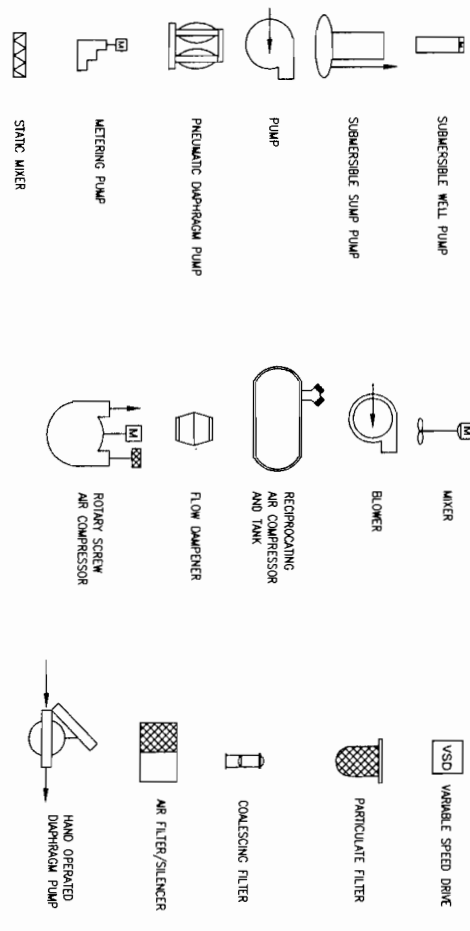 M
SUBMERSIBLE WELL PUMP
SUBMERSIBLE SUMP PUMP
PUMP
PNEUMATIC DIAPHRAGM PUMP
M
METERING PUMP
STATIC MIXER
M
MIXER
BLOWER
RECIPROCATING
AIR COMPRESSOR
AND TANK
FLOW DAMPENER
M
ROTARY SCREW
AIR COMPRESSOR
VSD
VARIABLE SPEED DRIVE
PARTICULATE FILTER
COALESCING FILTER
AIR FILTER/SILENCER
HAND OPERATED
DIAPHRAGM PUMP